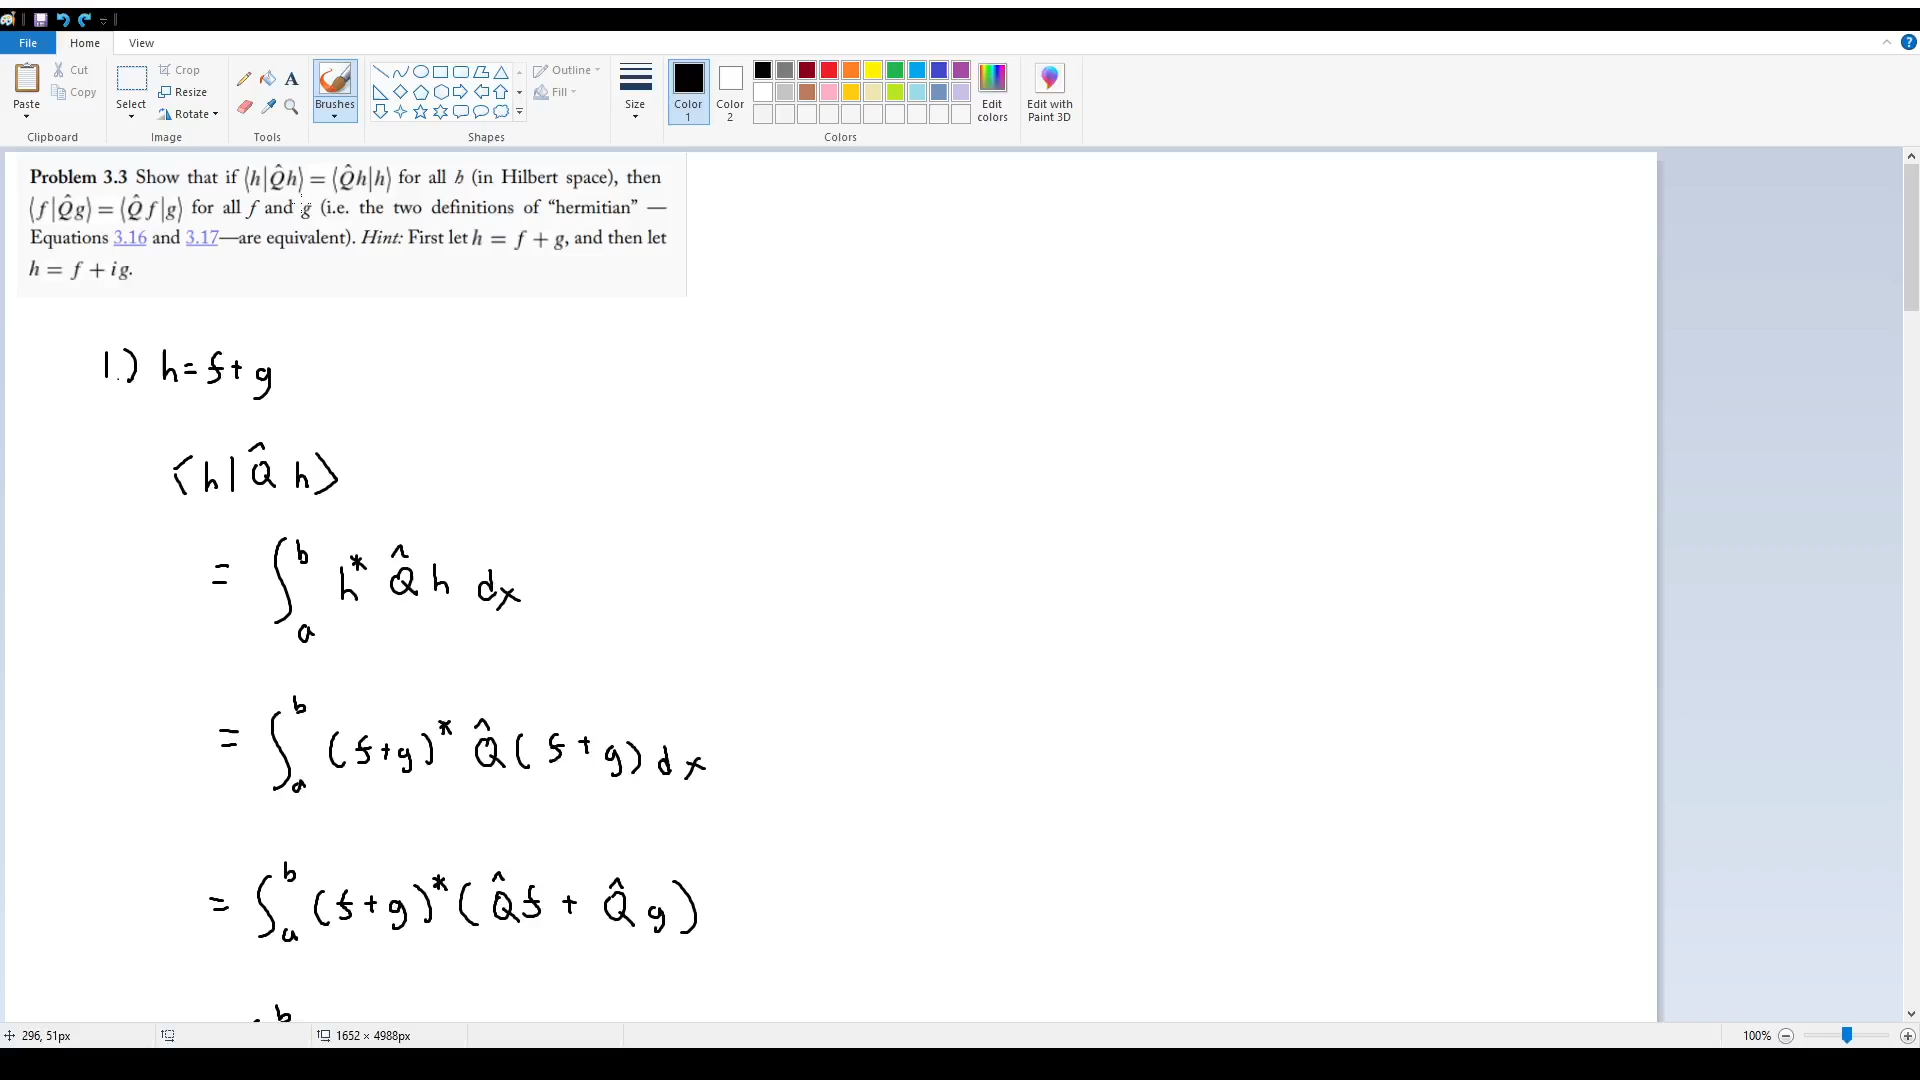 File Home View
Paste
Cut
Copy
Clipboard
Select
Crop
Resize
Rotate
Image
A
Tools
Brushes
Outline
Fill
Shapes
Size
Color 1
Color 2
Edit colors
Colors
Edit with Paint 3D
Problem 3.3 Show that if ⟨h|Q̂h⟩ = ⟨Q̂h|h⟩ for all h (in Hilbert space), then
⟨f|Q̂g⟩ = ⟨Q̂f|g⟩ for all f and g (i.e. the two definitions of “hermitian” —
Equations 3.16 and 3.17—are equivalent). Hint: First let h = f + g, and then let
h = f + ig.
1.) h = f + g
⟨h|Q̂ h⟩
= ∫ₐᵇ h* Q̂ h dx
= ∫ₐᵇ (f+g)* Q̂ (f + g) dx
= ∫ₐᵇ (f+g)* (Q̂f + Q̂g)
b
296, 51px
1652 × 4988px
100%